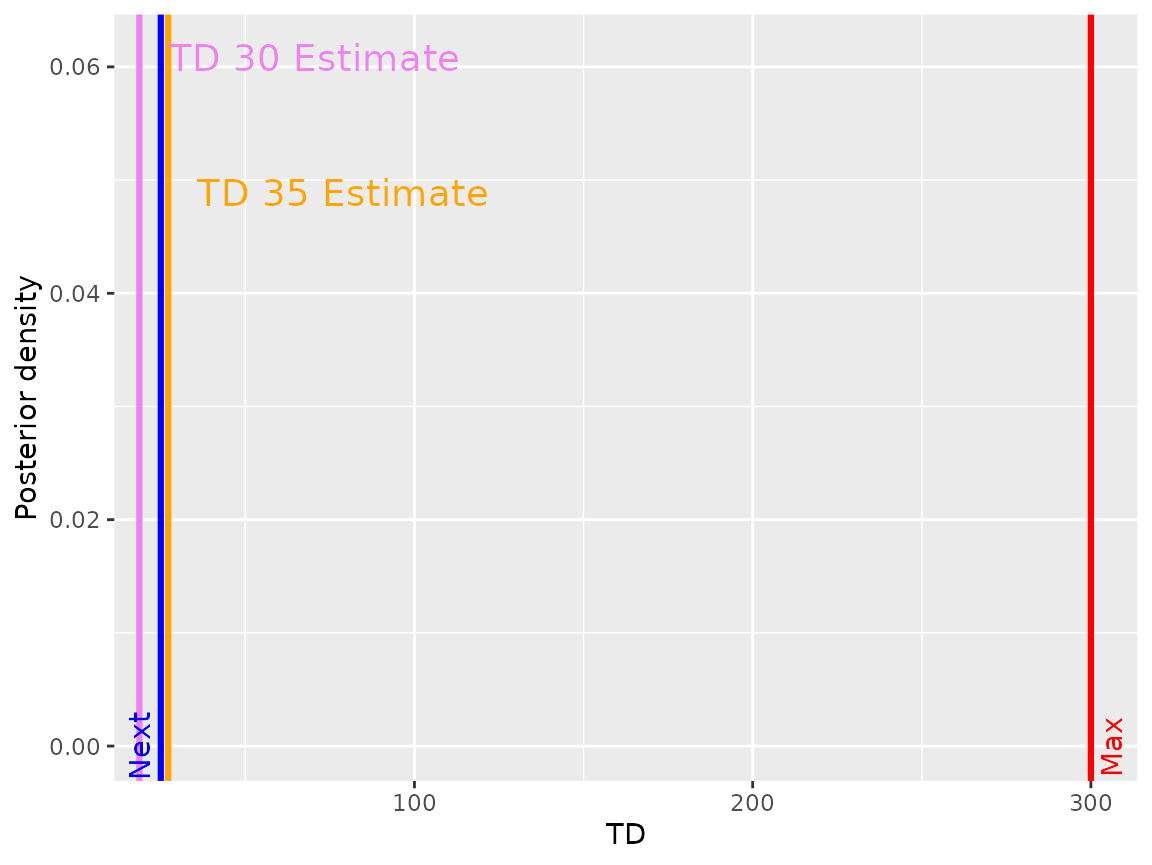 TD 30 Estimate
TD 35 Estimate
Posterior density
0.06
0.04
0.02
0.00
Next
Max
100
200
300
TD